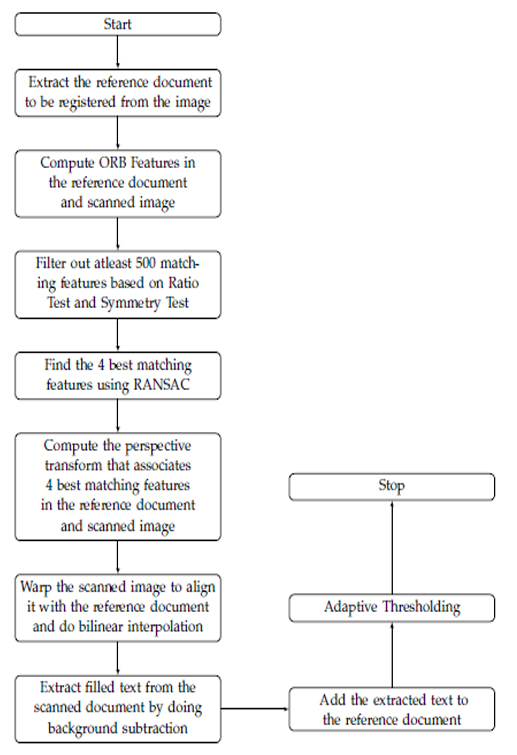 Start
Extract the reference document
to be registered from the image
Compute ORB Features in
the reference document
and scanned image
Filter out atleast 500 match-
ing features based on Ratio
Test and Symmetry Test
Find the 4 best matching
features using RANSAC
Compute the perspective
transform that associates
4 best matching features
in the reference document
and scanned image
Warp the scanned image to align
it with the reference document
and do bilinear interpolation
Extract filled text from the
scanned document by doing
background subtraction
Add the extracted text to
the reference document
Adaptive Thresholding
Stop